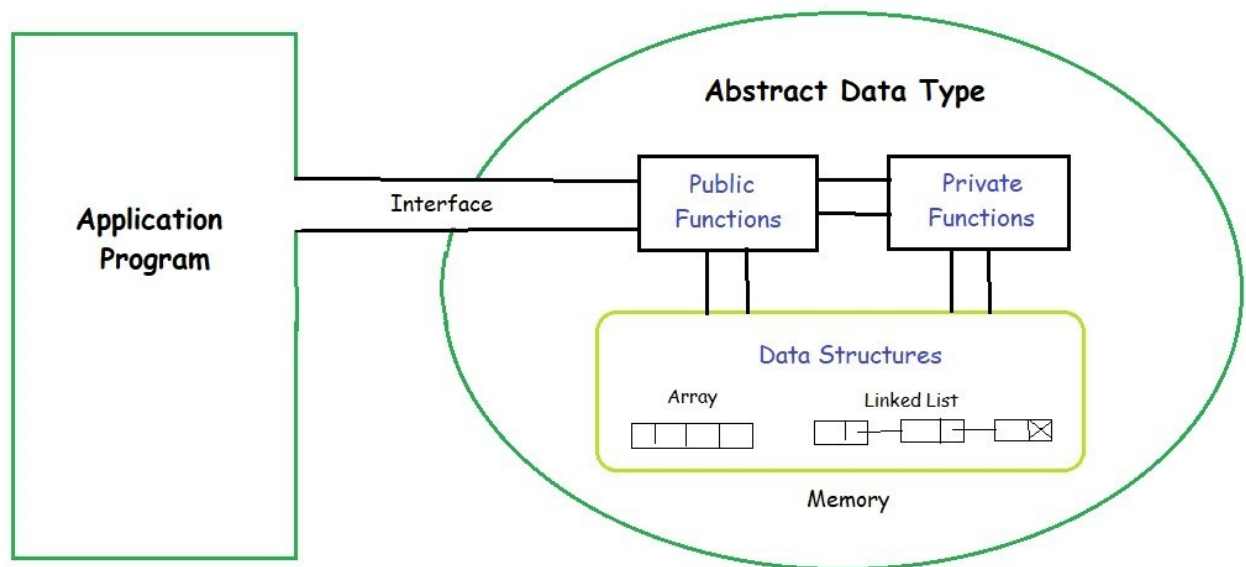 Abstract Data Type
Application
Program
Interface
Public
Functions
Private
Functions
Data Structures
Array
Linked List
Memory